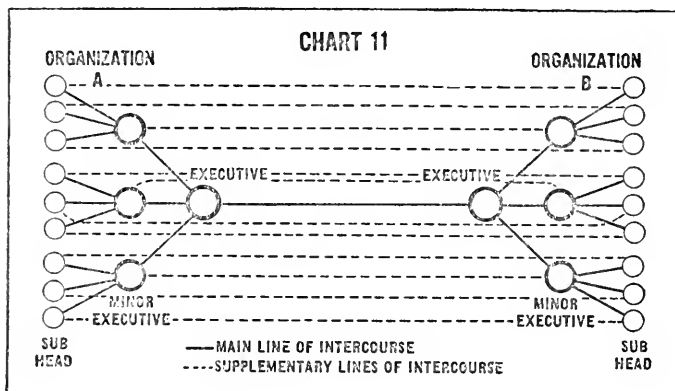 CHART 11
ORGANIZATION
A
ORGANIZATION
B
EXECUTIVE
EXECUTIVE
MINOR
EXECUTIVE
MINOR
EXECUTIVE
SUB
HEAD
SUB
HEAD
MAIN LINE OF INTERCOURSE
SUPPLEMENTARY LINES OF INTERCOURSE